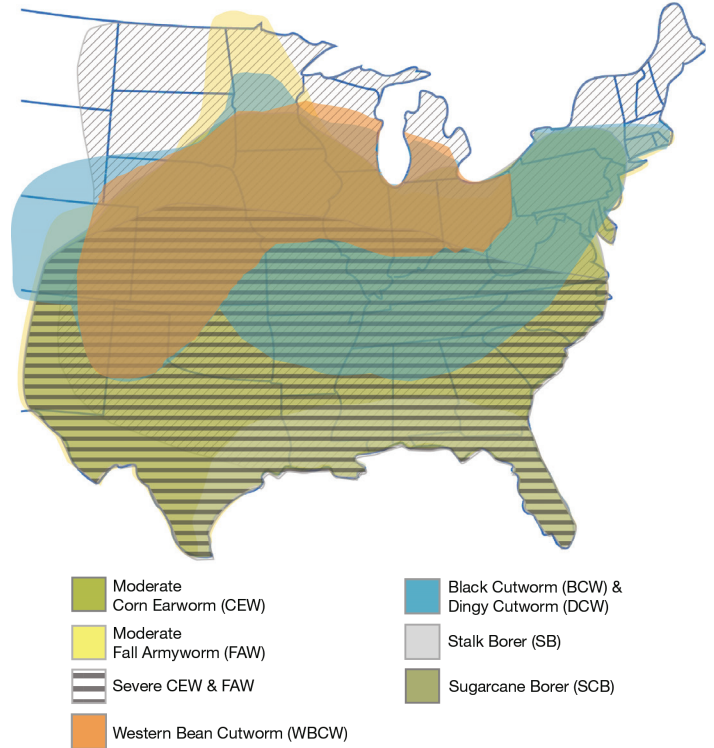 Moderate
Corn Earworm (CEW)
Moderate
Fall Armyworm (FAW)
Severe CEW & FAW
Western Bean Cutworm (WBCW)
Black Cutworm (BCW) &
Dingy Cutworm (DCW)
Stalk Borer (SB)
Sugarcane Borer (SCB)